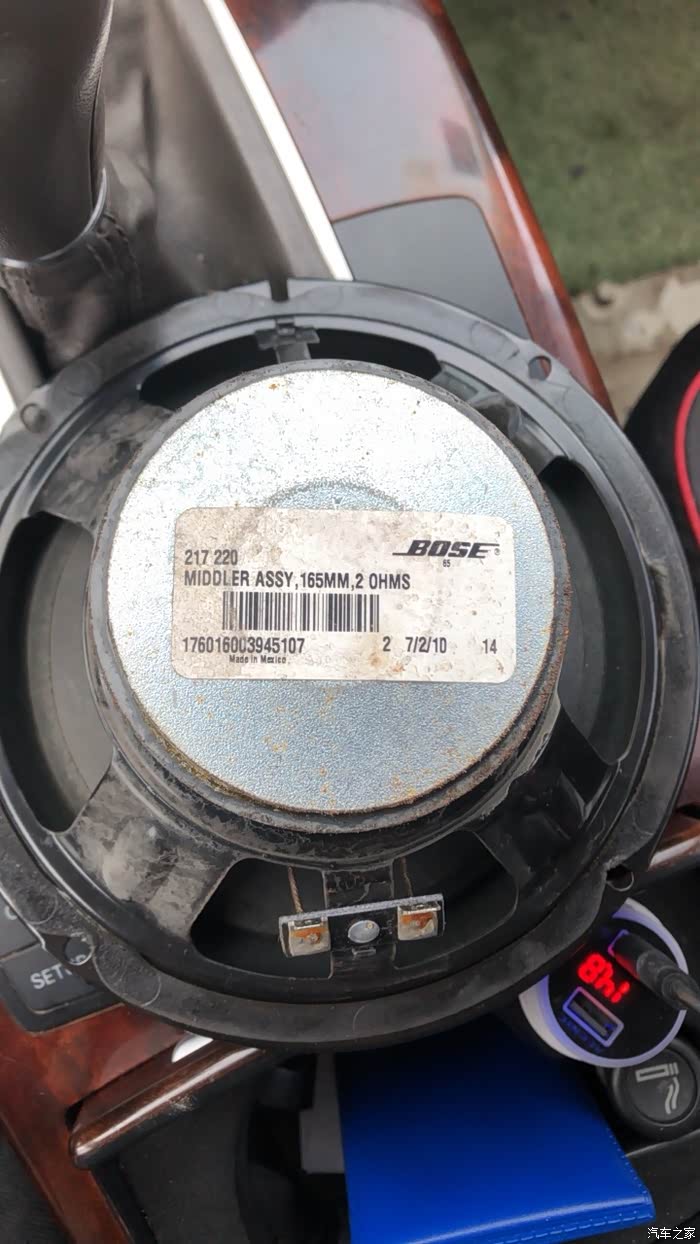 217 220
BOSE®
65
MIDDLER ASSY,165MM,2 OHMS
176016003945107
2 7/2/10 14
Made in Mexico
SET
汽车之家